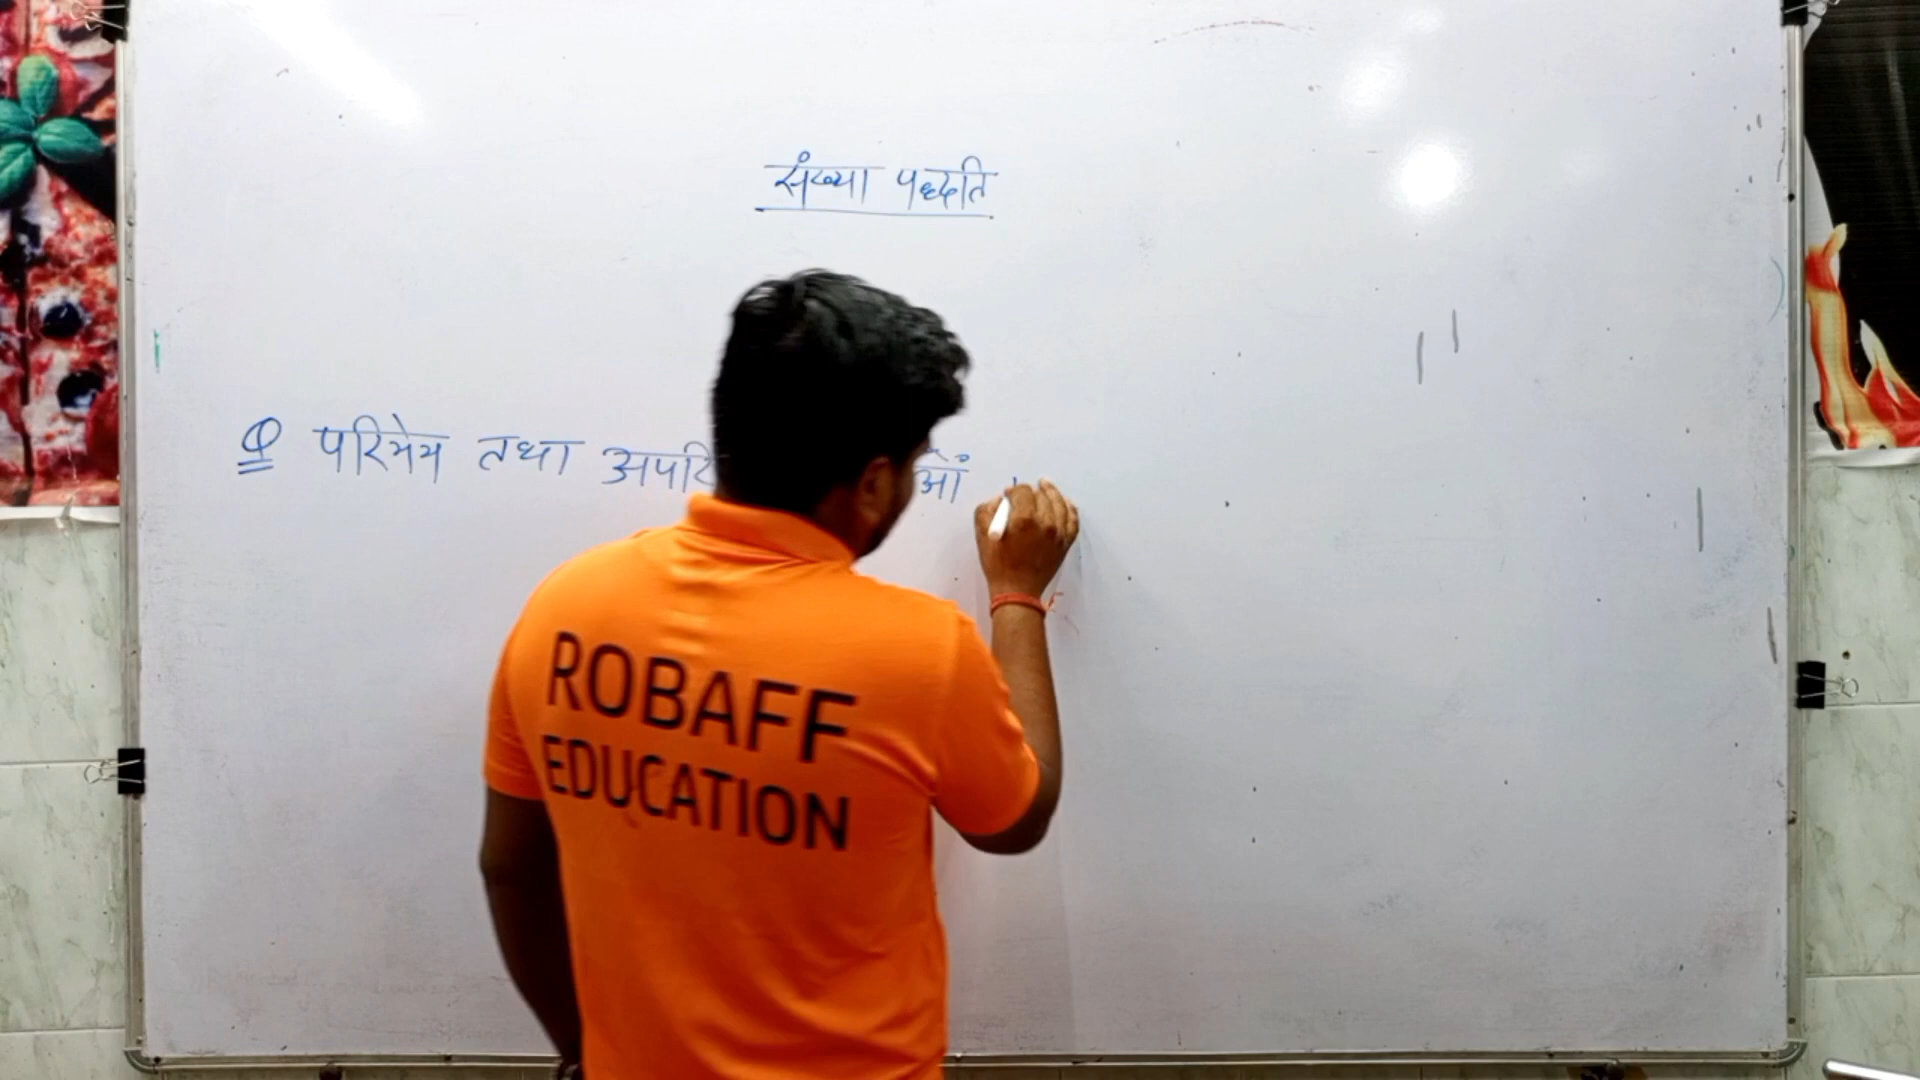 संख्या पद्धति
Q परिमेय तथा अपरि
ROBAFF
EDUCATION